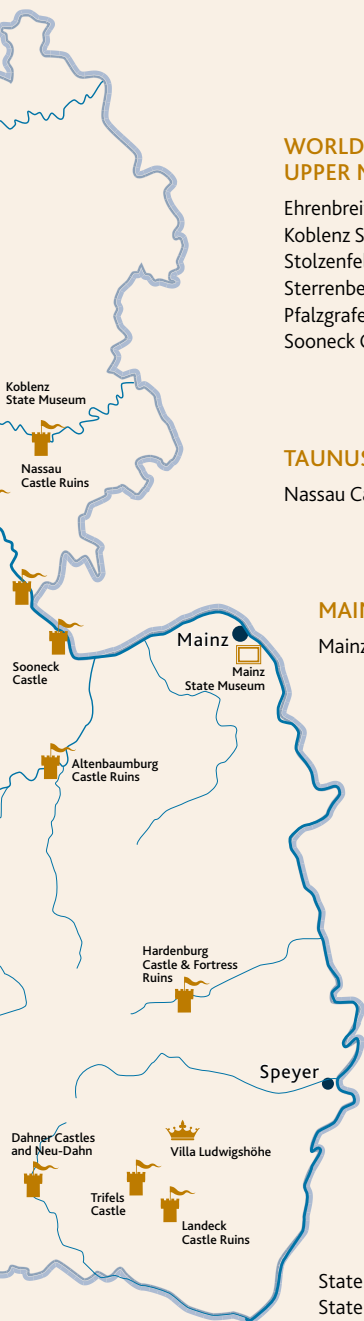 WORLD
UPPER
Ehrenbrei
Koblenz S
Stolzenfel
Sterrenbe
Pfalzgrafe
Sooneck
Koblenz
State Museum
TAUNUS
Nassau
Castle Ruins
Nassau Ca
MAIN
Mainz
Mainz
Mainz
State Museum
Sooneck
Castle
Altenbaumburg
Castle Ruins
Hardenburg
Castle & Fortress
Ruins
Speyer
Dahner Castles
and Neu-Dahn
Villa Ludwigshöhe
Trifels
Castle
Landeck
Castle Ruins
State
State